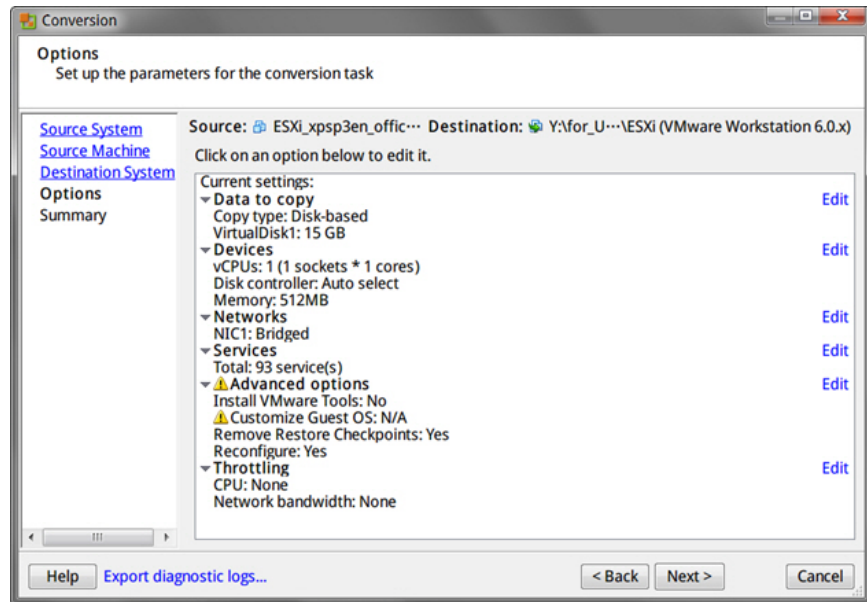 Conversion
Options
Set up the parameters for the conversion task
Source System
Source Machine
Destination System
Options
Summary
Source: ESXi_xpsp3en_offic··· Destination: Y:\for_U···\ESXi (VMware Workstation 6.0.x)
Click on an option below to edit it.
Current settings:
Data to copy Edit
Copy type: Disk-based
VirtualDisk1: 15 GB
Devices Edit
vCPUs: 1 (1 sockets * 1 cores)
Disk controller: Auto select
Memory: 512MB
Networks Edit
NIC1: Bridged
Services Edit
Total: 93 service(s)
Advanced options Edit
Install VMware Tools: No
Customize Guest OS: N/A
Remove Restore Checkpoints: Yes
Reconfigure: Yes
Throttling Edit
CPU: None
Network bandwidth: None
Help Export diagnostic logs... < Back Next > Cancel